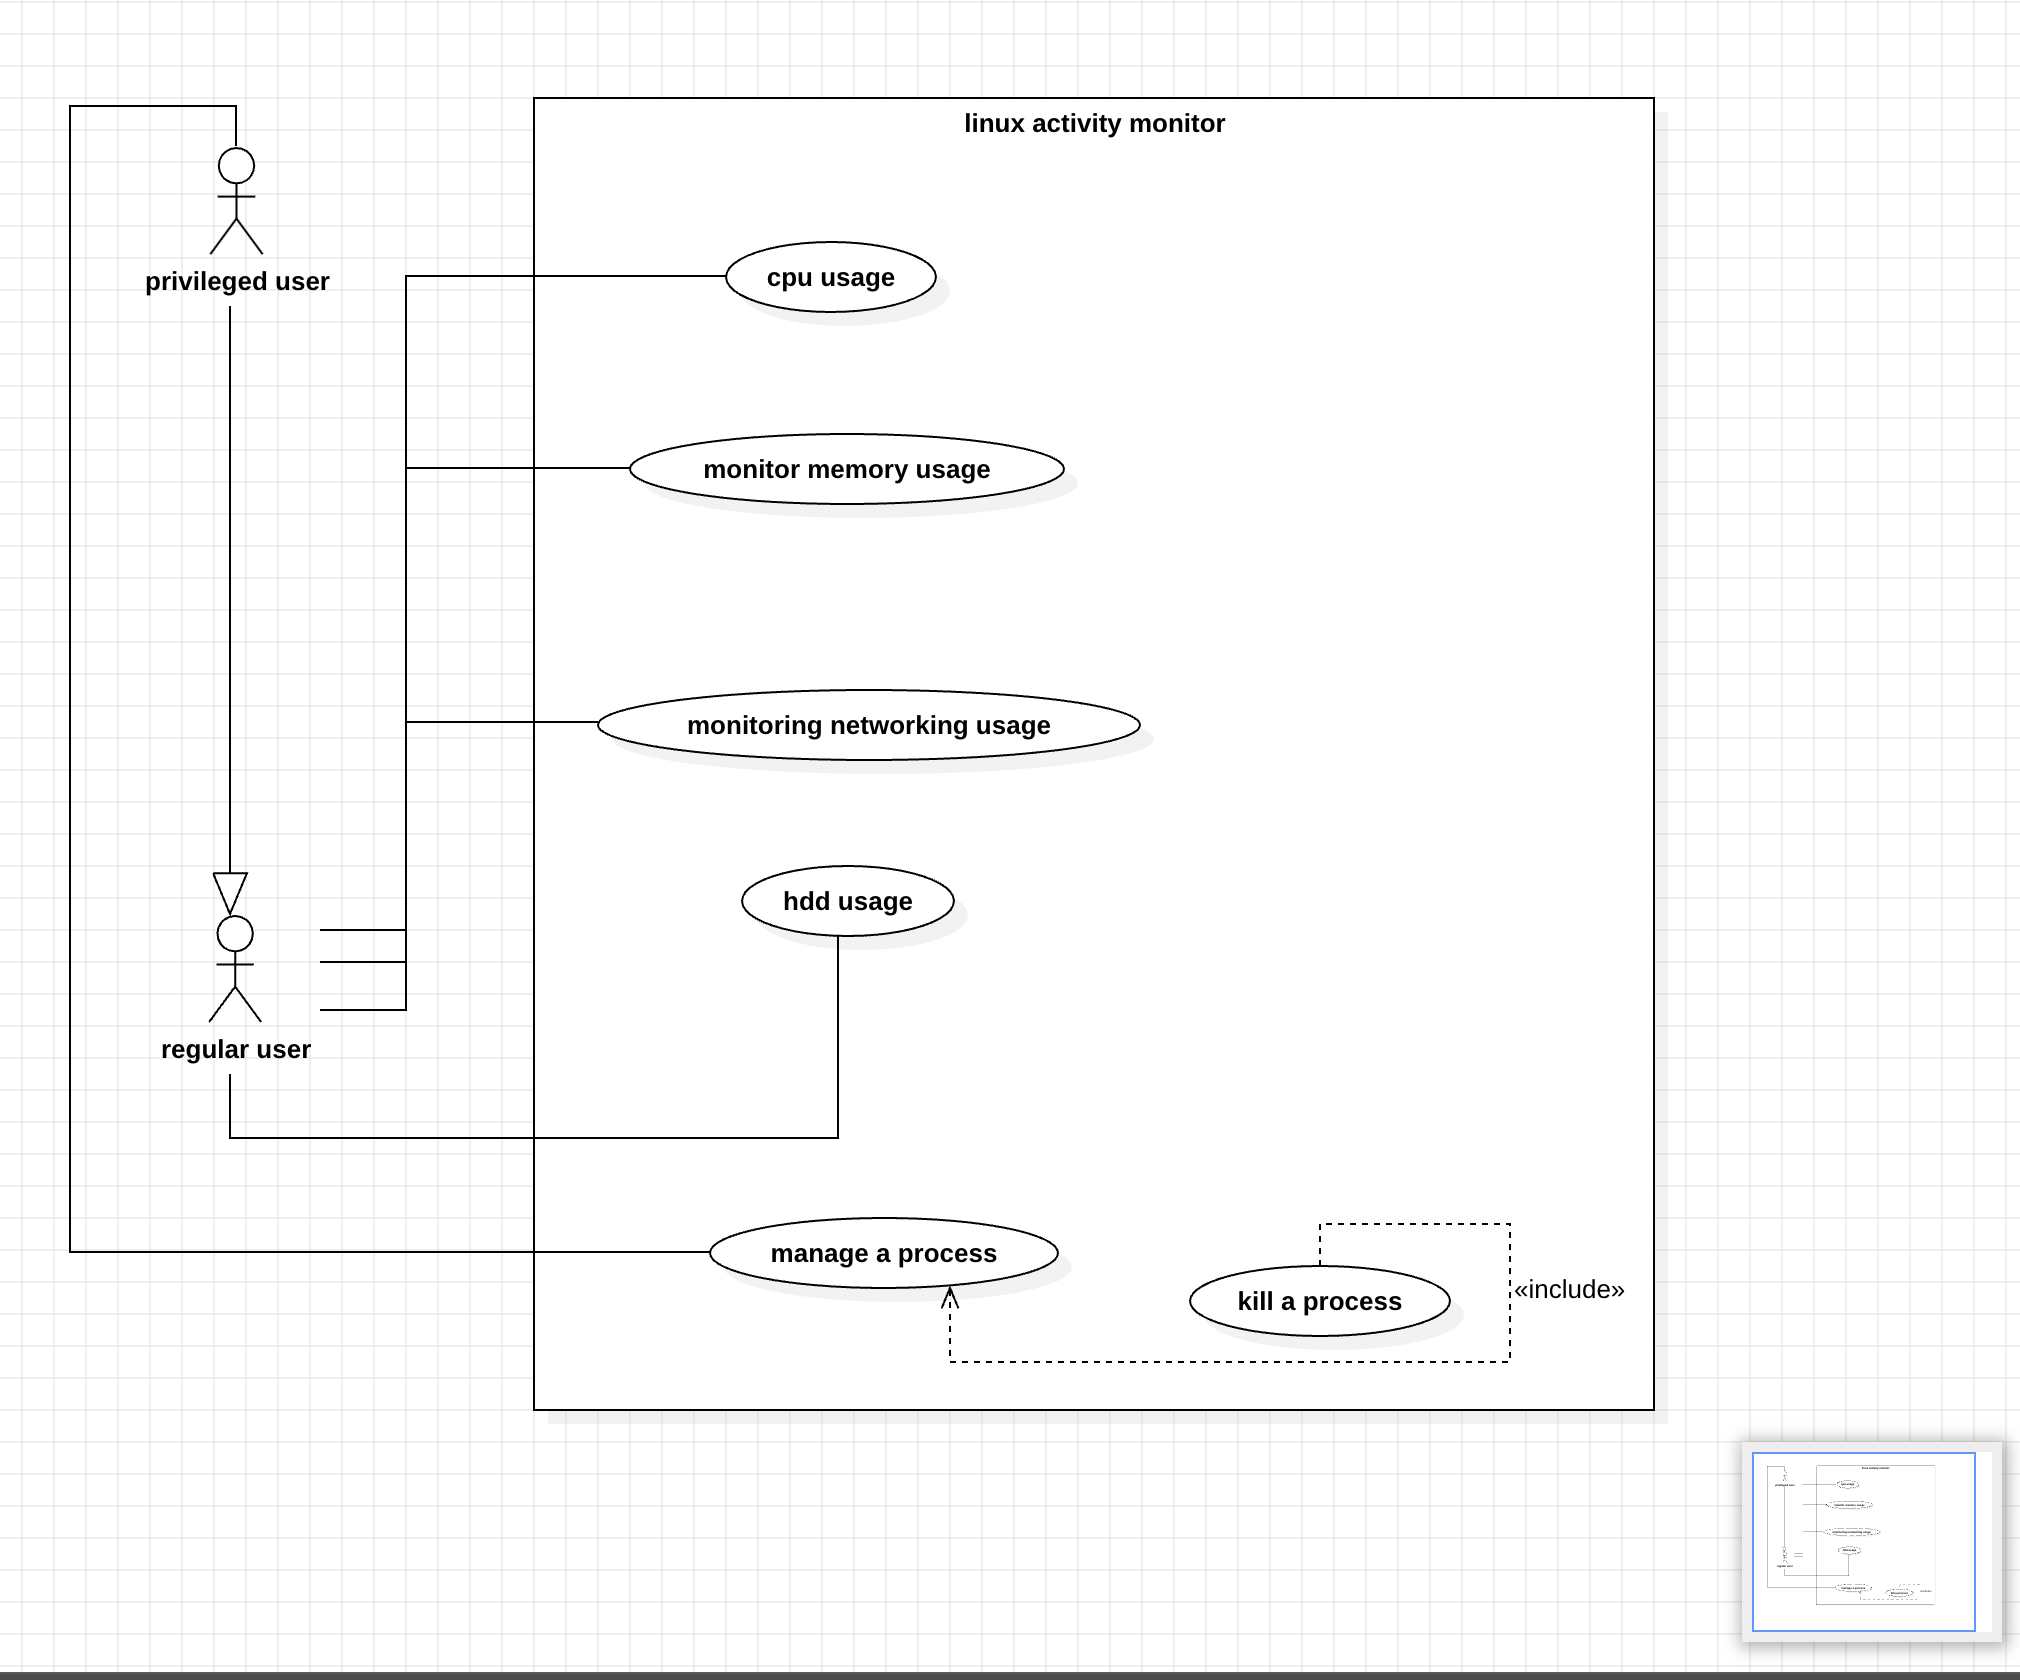 linux activity monitor
privileged user
cpu usage
monitor memory usage
monitoring networking usage
hdd usage
regular user
manage a process
kill a process
«include»